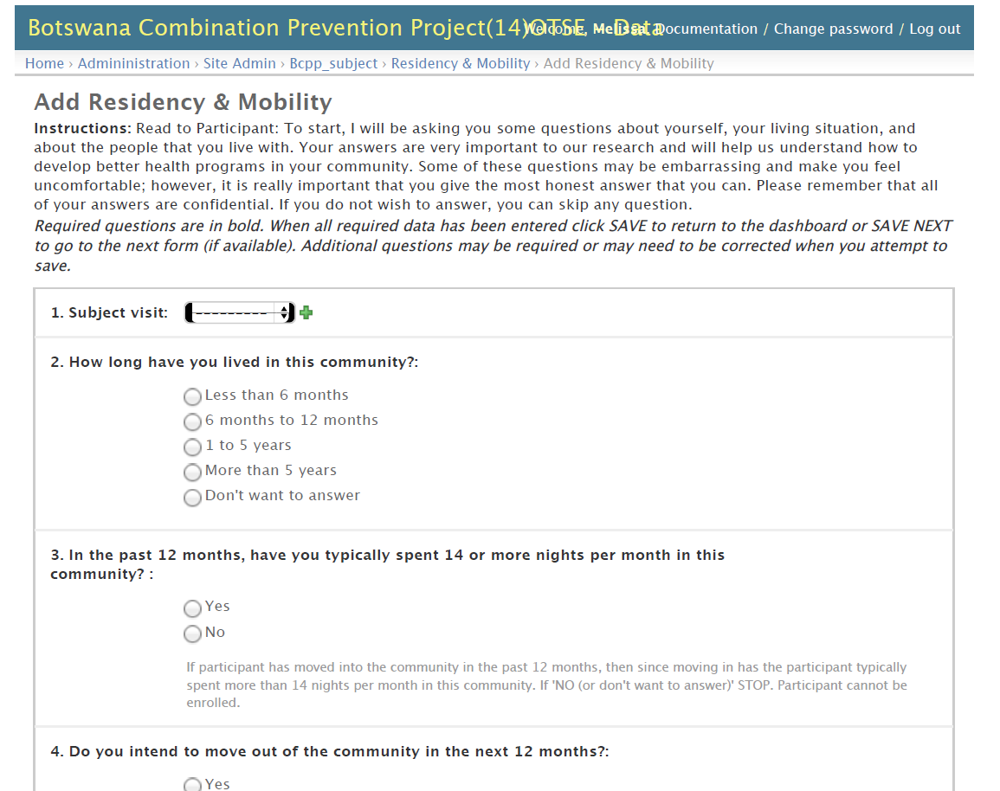 Botswana Combination Prevention Project(14)OTSE -- Data
Welcome, Melissa. Documentation / Change password / Log out
Home › Admininistration › Site Admin › Bcpp_subject › Residency & Mobility › Add Residency & Mobility
Add Residency & Mobility
Instructions: Read to Participant: To start, I will be asking you some questions about yourself, your living situation, and
about the people that you live with. Your answers are very important to our research and will help us understand how to
develop better health programs in your community. Some of these questions may be embarrassing and make you feel
uncomfortable; however, it is really important that you give the most honest answer that you can. Please remember that all
of your answers are confidential. If you do not wish to answer, you can skip any question.
Required questions are in bold. When all required data has been entered click SAVE to return to the dashboard or SAVE NEXT
to go to the next form (if available). Additional questions may be required or may need to be corrected when you attempt to
save.
1. Subject visit: ---------
2. How long have you lived in this community?:
Less than 6 months
6 months to 12 months
1 to 5 years
More than 5 years
Don't want to answer
3. In the past 12 months, have you typically spent 14 or more nights per month in this
community? :
Yes
No
If participant has moved into the community in the past 12 months, then since moving in has the participant typically
spent more than 14 nights per month in this community. If 'NO (or don't want to answer)' STOP. Participant cannot be
enrolled.
4. Do you intend to move out of the community in the next 12 months?:
Yes